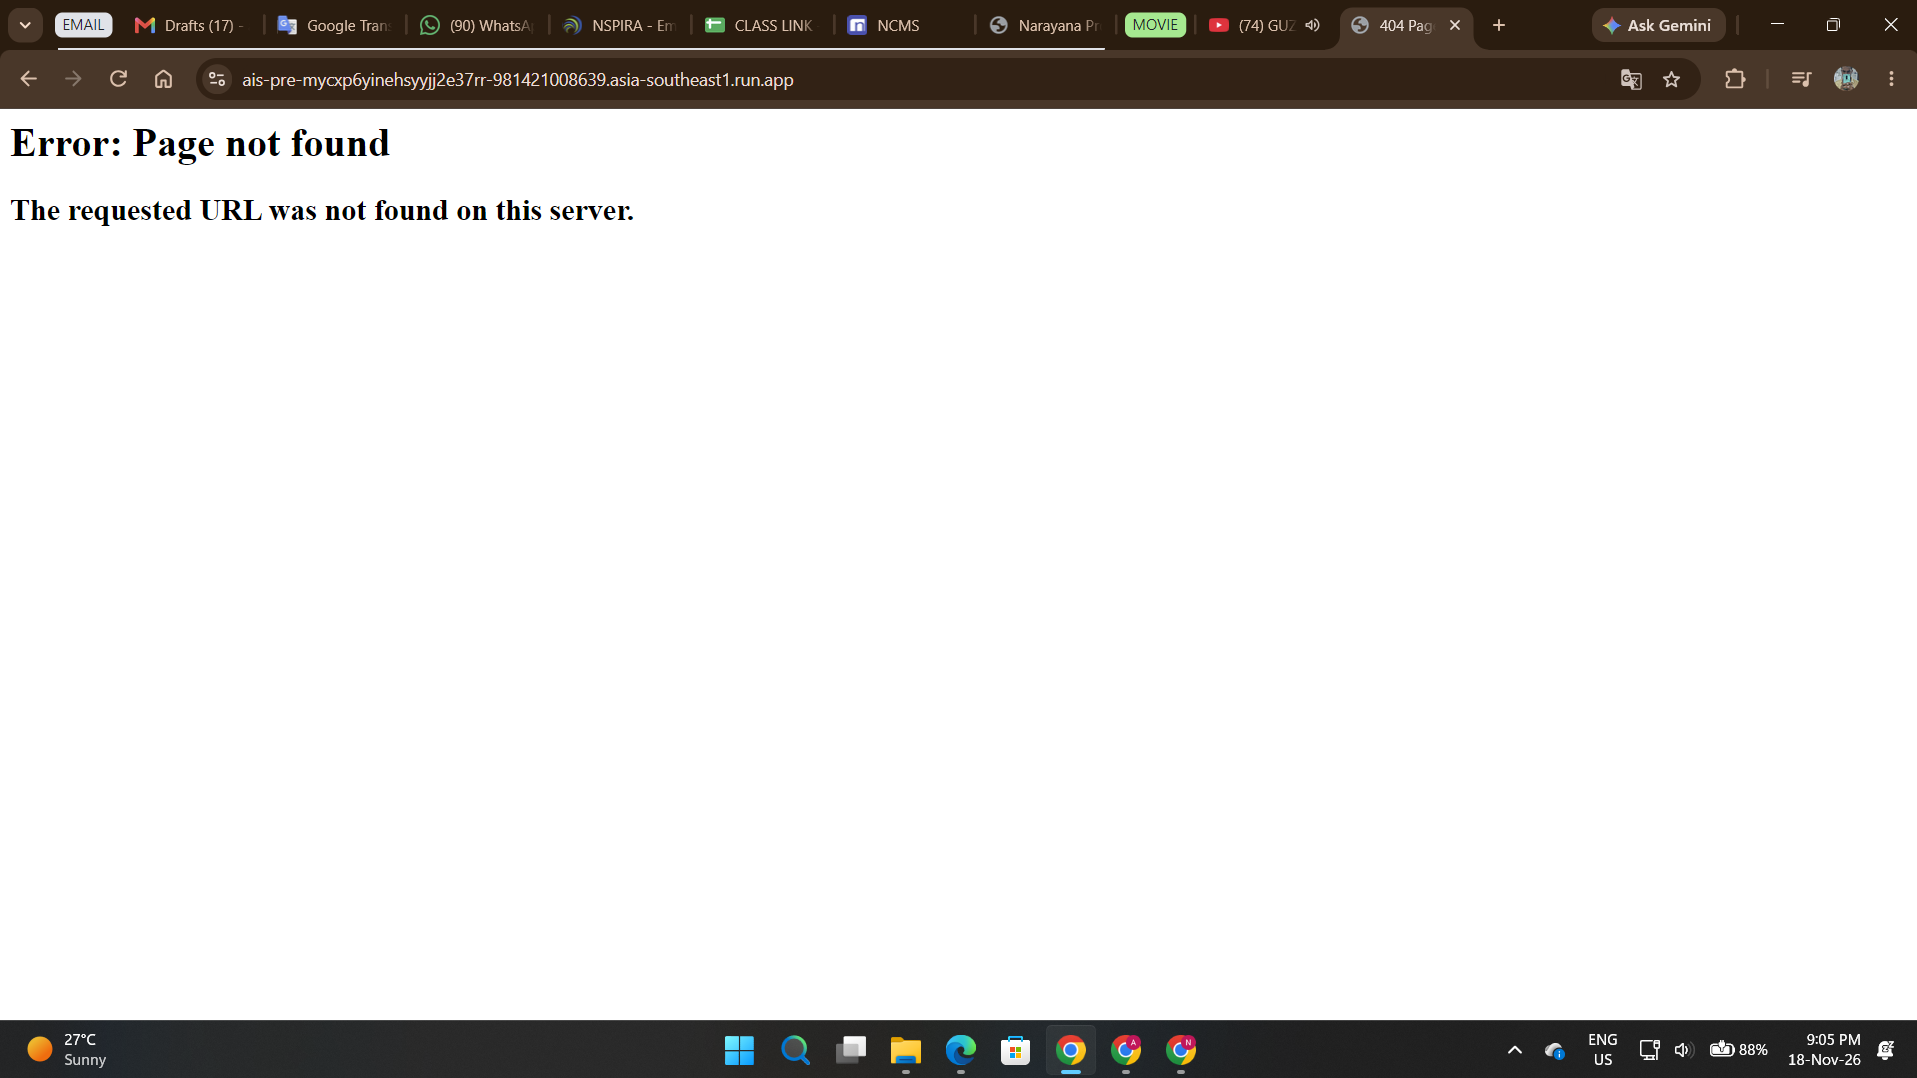 EMAIL
Drafts (17) -
Google Tran
(90) WhatsA
NSPIRA - Em
CLASS LINK
NCMS
Narayana Pr
MOVIE
(74) GUZ
404 Pag
Ask Gemini
ais-pre-mycxp6yinehsyyjj2e37rr-981421008639.asia-southeast1.run.app
Error: Page not found
The requested URL was not found on this server.
27°C
Sunny
A
N
ENG
US
88%
9:05 PM
18-Nov-26